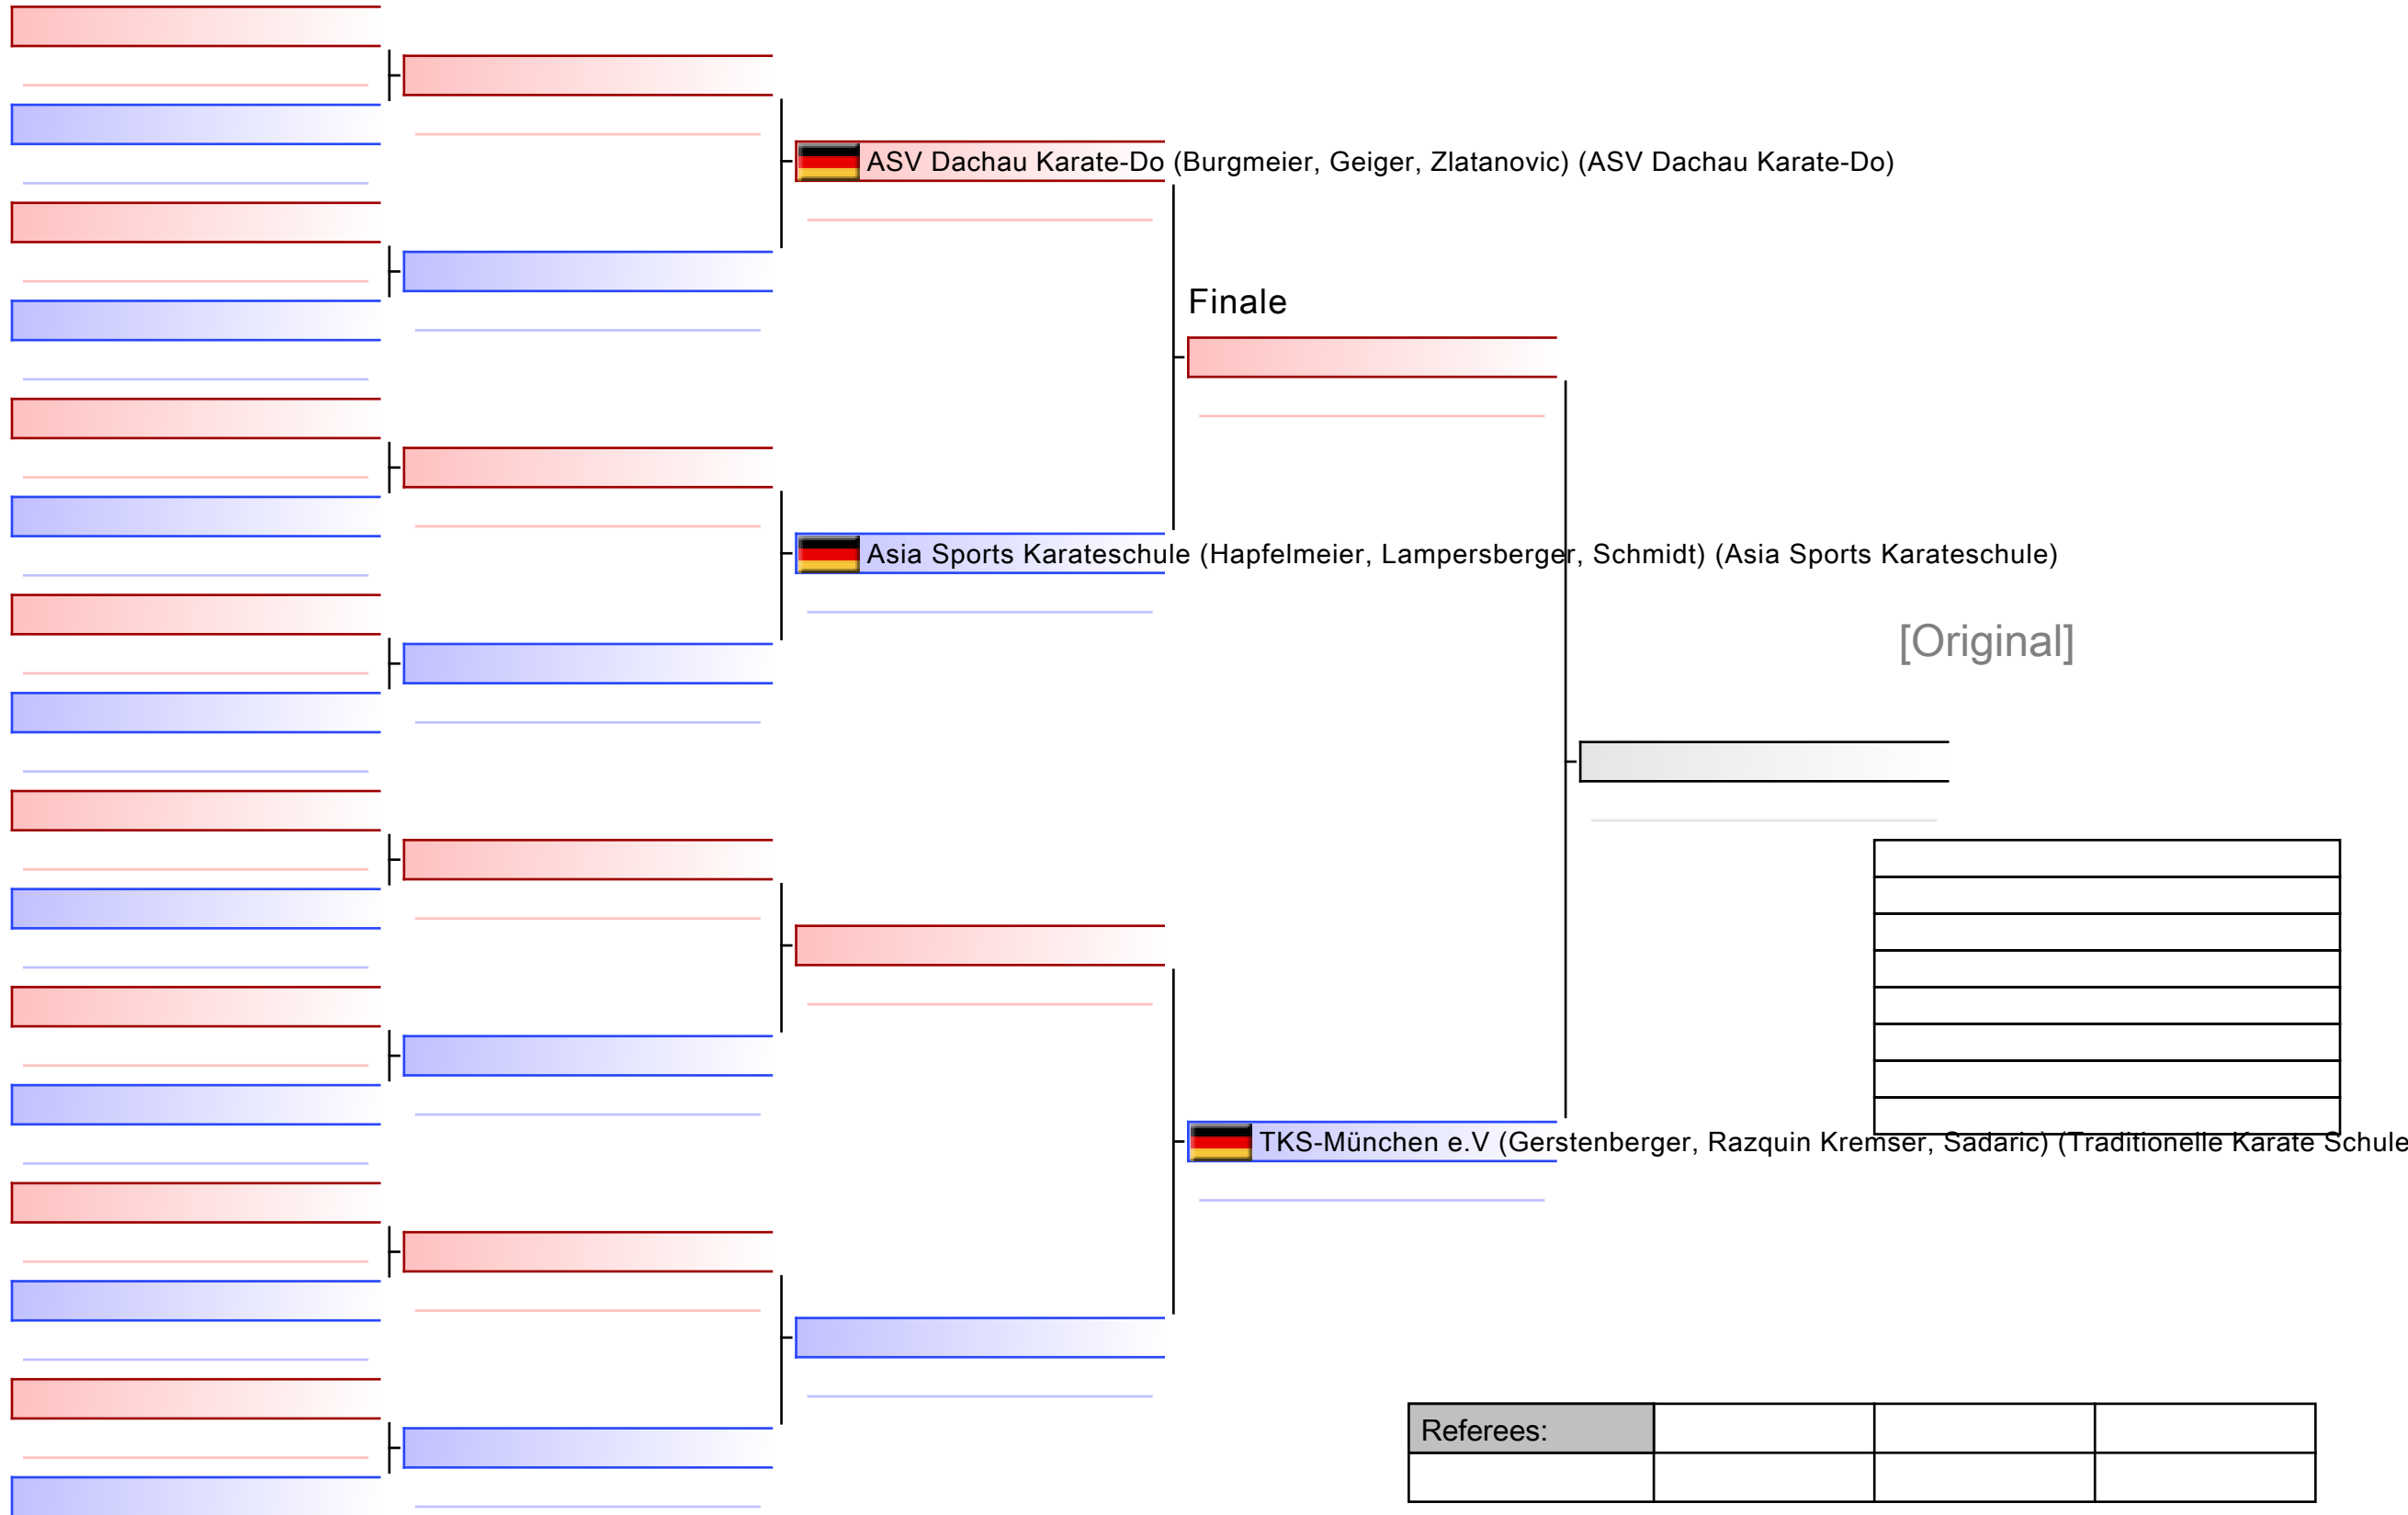 ASV Dachau Karate-Do (Burgmeier, Geiger, Zlatanovic) (ASV Dachau Karate-Do)
Finale
Asia Sports Karateschule (Hapfelmeier, Lampersberger, Schmidt) (Asia Sports Karateschule)
[Original]
TKS-München e.V (Gerstenberger, Razquin Kremser, Sadaric) (Traditionelle Karate Schule
Referees: